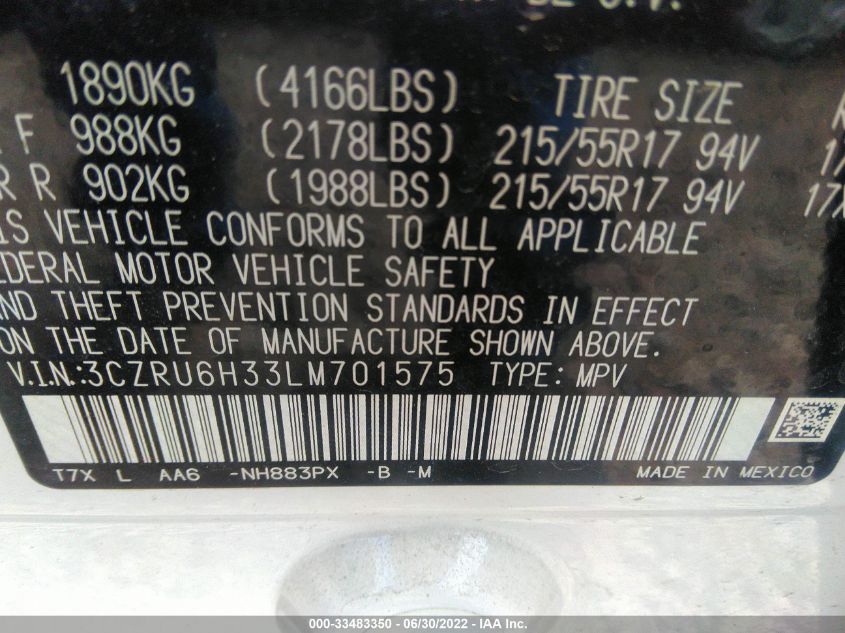 1890KG (4166LBS) TIRE SIZE
F 988KG (2178LBS) 215/55R17 94V
R R 902KG (1988LBS) 215/55R17 94V 17X
IS VEHICLE CONFORMS TO ALL APPLICABLE
EDERAL MOTOR VEHICLE SAFETY
ND THEFT PREVENTION STANDARDS IN EFFECT
ON THE DATE OF MANUFACTURE SHOWN ABOVE.
V.I.N.:3CZRU6H33LM701575 TYPE: MPV
T7X L AA6 -NH883PX -B -M MADE IN MEXICO
000-33483350 - 06/30/2022 - IAA Inc.